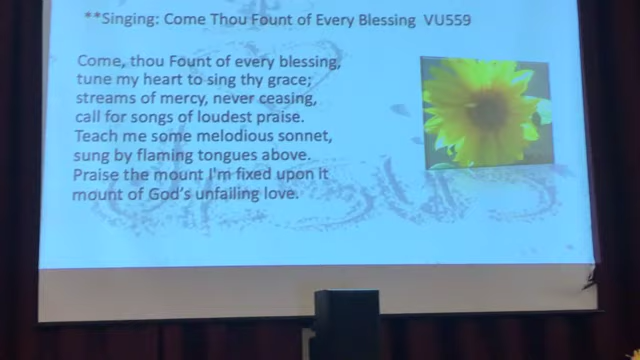 **Singing: Come Thou Fount of Every Blessing VU559
Come, thou Fount of every blessing,
tune my heart to sing thy grace;
streams of mercy, never ceasing,
call for songs of loudest praise.
Teach me some melodious sonnet,
sung by flaming tongues above.
Praise the mount I'm fixed upon it
mount of God's unfailing love.
Jesus